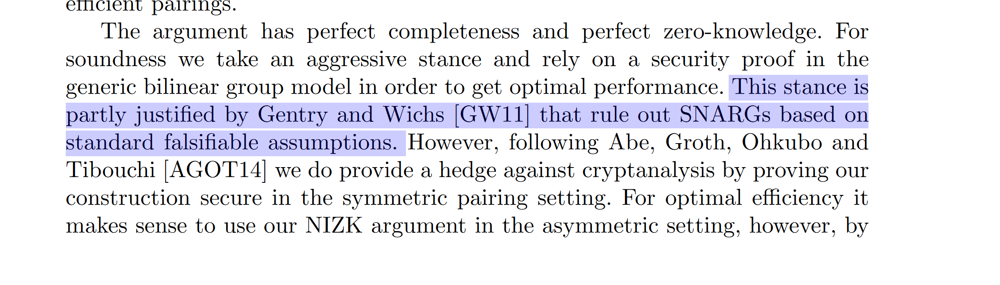 efficient pairings.
The argument has perfect completeness and perfect zero-knowledge. For
soundness we take an aggressive stance and rely on a security proof in the
generic bilinear group model in order to get optimal performance. This stance is
partly justified by Gentry and Wichs [GW11] that rule out SNARGs based on
standard falsifiable assumptions. However, following Abe, Groth, Ohkubo and
Tibouchi [AGOT14] we do provide a hedge against cryptanalysis by proving our
construction secure in the symmetric pairing setting. For optimal efficiency it
makes sense to use our NIZK argument in the asymmetric setting, however, by